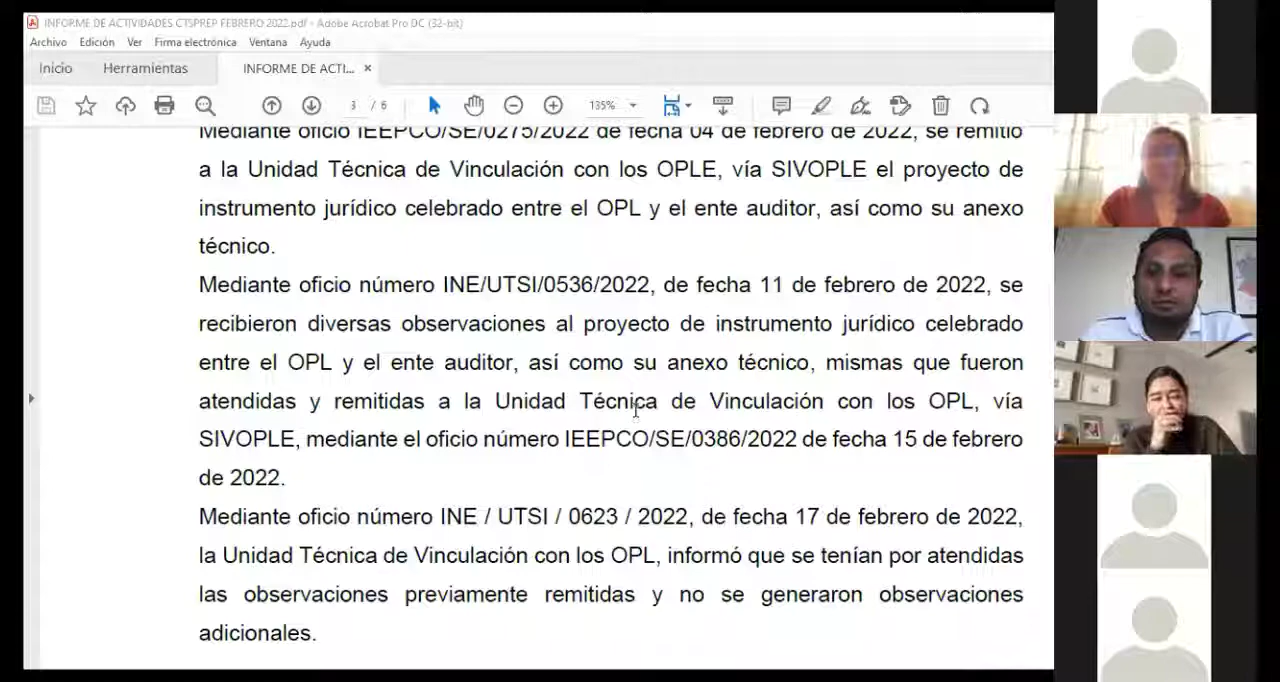 INFORME DE ACTIVIDADES CTSPREP FEBRERO 2022.pdf - Adobe Acrobat Pro DC (32-bit)
Archivo Edición Ver Firma electrónica Ventana Ayuda
Inicio Herramientas INFORME DE ACTI... ×
3 / 6 135%
Mediante oficio IEEPCO/SE/0275/2022 de fecha 04 de febrero de 2022, se remitió
a la Unidad Técnica de Vinculación con los OPLE, vía SIVOPLE el proyecto de
instrumento jurídico celebrado entre el OPL y el ente auditor, así como su anexo
técnico.
Mediante oficio número INE/UTSI/0536/2022, de fecha 11 de febrero de 2022, se
recibieron diversas observaciones al proyecto de instrumento jurídico celebrado
entre el OPL y el ente auditor, así como su anexo técnico, mismas que fueron
atendidas y remitidas a la Unidad Técnica de Vinculación con los OPL, vía
SIVOPLE, mediante el oficio número IEEPCO/SE/0386/2022 de fecha 15 de febrero
de 2022.
Mediante oficio número INE / UTSI / 0623 / 2022, de fecha 17 de febrero de 2022,
la Unidad Técnica de Vinculación con los OPL, informó que se tenían por atendidas
las observaciones previamente remitidas y no se generaron observaciones
adicionales.